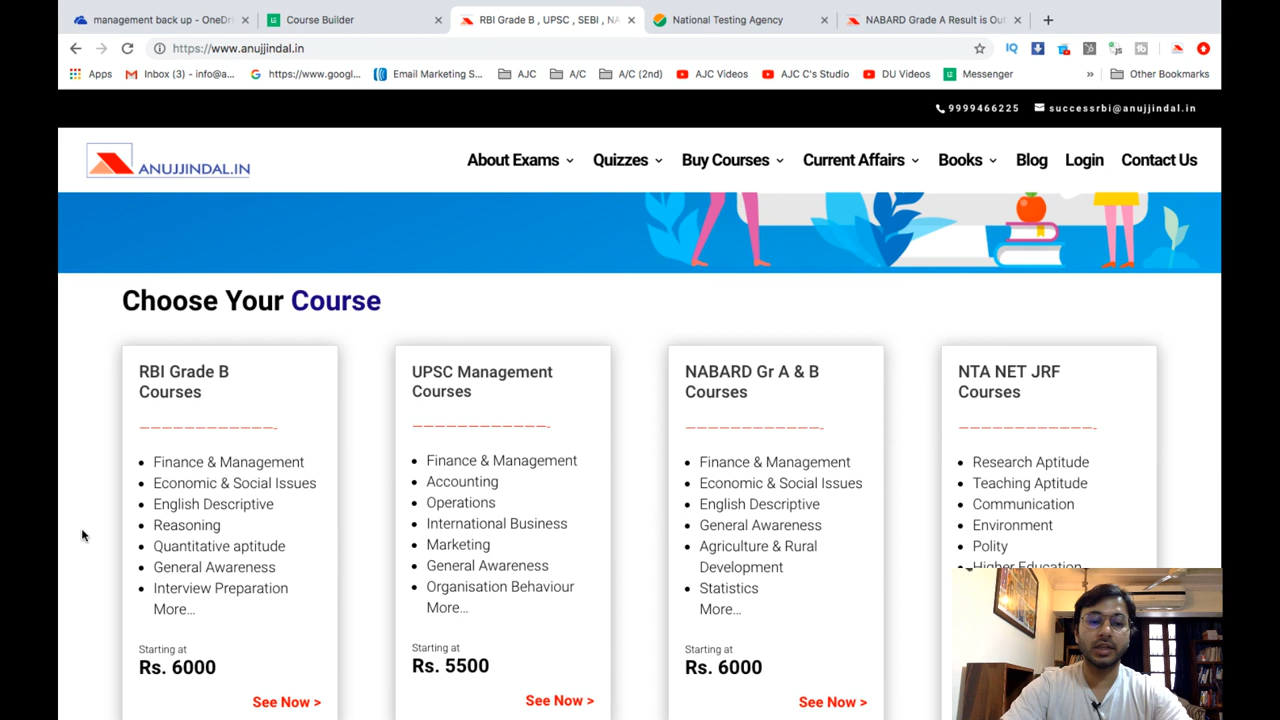 management back up - OneDri
Course Builder
RBI Grade B , UPSC , SEBI , NA
National Testing Agency
NABARD Grade A Result is Out
https://www.anujjindal.in
IQ
Apps
Inbox (3) - info@a...
https://www.googl...
Email Marketing S...
AJC
A/C
A/C (2nd)
AJC Videos
AJC C's Studio
DU Videos
Messenger
»
Other Bookmarks
9999466225
successrbi@anujjindal.in
ANUJJINDAL.IN
About Exams
Quizzes
Buy Courses
Current Affairs
Books
Blog
Login
Contact Us
Choose Your Course
RBI Grade B
Courses
Finance & Management
Economic & Social Issues
English Descriptive
Reasoning
Quantitative aptitude
General Awareness
Interview Preparation
More...
Starting at
Rs. 6000
See Now >
UPSC Management
Courses
Finance & Management
Accounting
Operations
International Business
Marketing
General Awareness
Organisation Behaviour
More...
Starting at
Rs. 5500
See Now >
NABARD Gr A & B
Courses
Finance & Management
Economic & Social Issues
English Descriptive
General Awareness
Agriculture & Rural
Development
Statistics
More...
Starting at
Rs. 6000
See Now >
NTA NET JRF
Courses
Research Aptitude
Teaching Aptitude
Communication
Environment
Polity
Higher Education